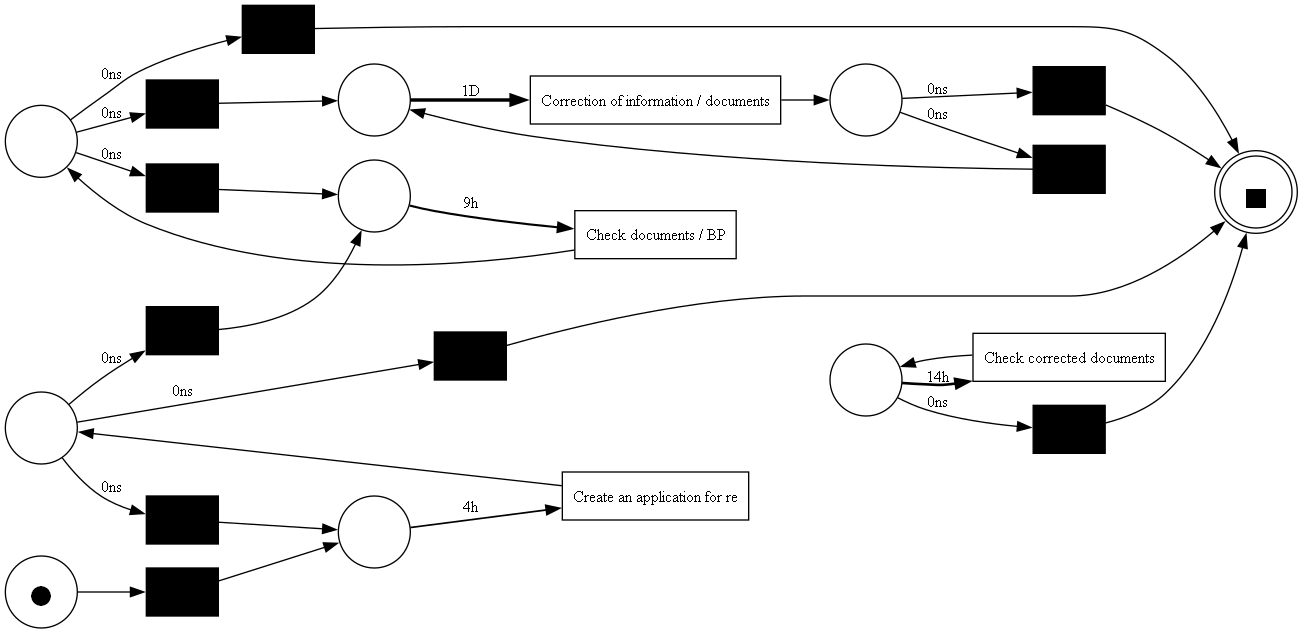 0ns
0ns
1D
Correction of information / documents
0ns
0ns
0ns
9h
Check documents / BP
0ns
0ns
Check corrected documents
14h
0ns
0ns
4h
Create an application for re